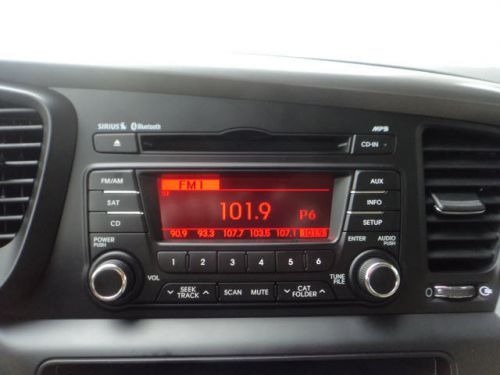 SIRIUS Bluetooth MP3
CD-IN
FM/AM FM1 AUX
SAT 101.9 P6 INFO
CD 90.9 93.3 107.7 103.5 107.1 101.9 SETUP
POWER PUSH ENTER AUDIO PUSH
1 2 3 4 5 6
VOL SEEK TRACK SCAN MUTE CAT FOLDER TUNE FILE
0